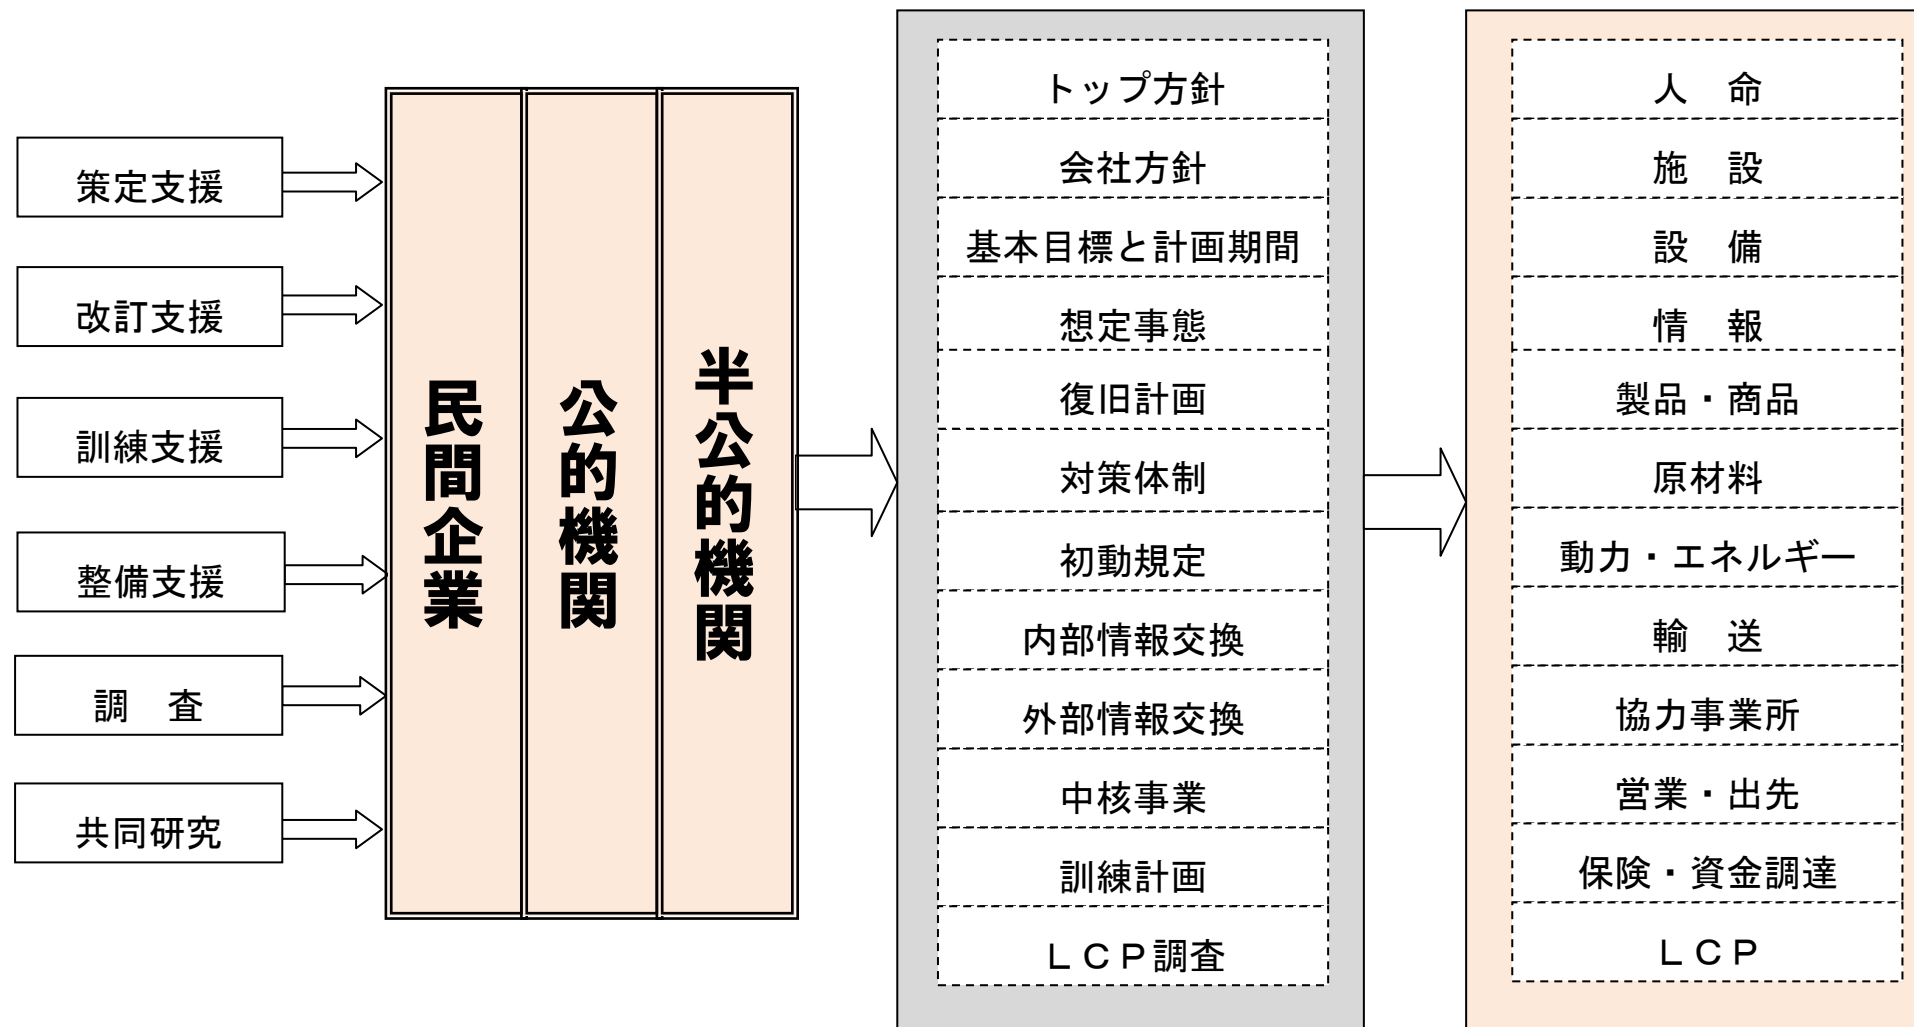 策定支援
改訂支援
訓練支援
整備支援
調　査
共同研究
民間企業
公的機関
半公的機関
トップ方針
会社方針
基本目標と計画期間
想定事態
復旧計画
対策体制
初動規定
内部情報交換
外部情報交換
中核事業
訓練計画
ＬＣＰ調査
人　命
施　設
設　備
情　報
製品・商品
原材料
動力・エネルギー
輸　送
協力事業所
営業・出先
保険・資金調達
ＬＣＰ